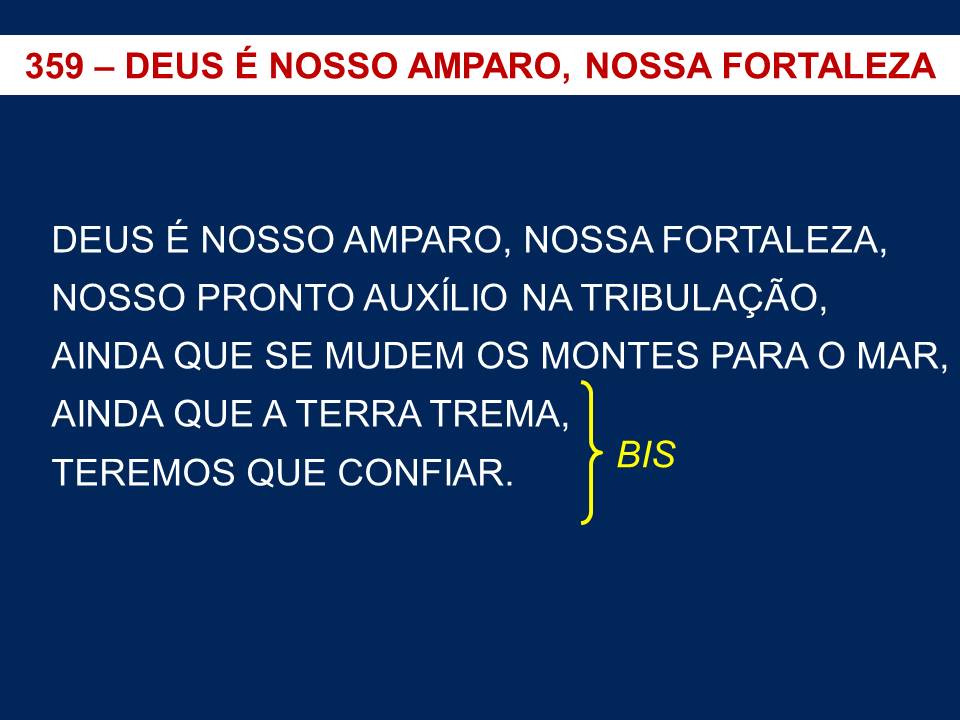 359 – DEUS É NOSSO AMPARO, NOSSA FORTALEZA
DEUS É NOSSO AMPARO, NOSSA FORTALEZA,
NOSSO PRONTO AUXÍLIO NA TRIBULAÇÃO,
AINDA QUE SE MUDEM OS MONTES PARA O MAR,
AINDA QUE A TERRA TREMA,
TEREMOS QUE CONFIAR.
BIS